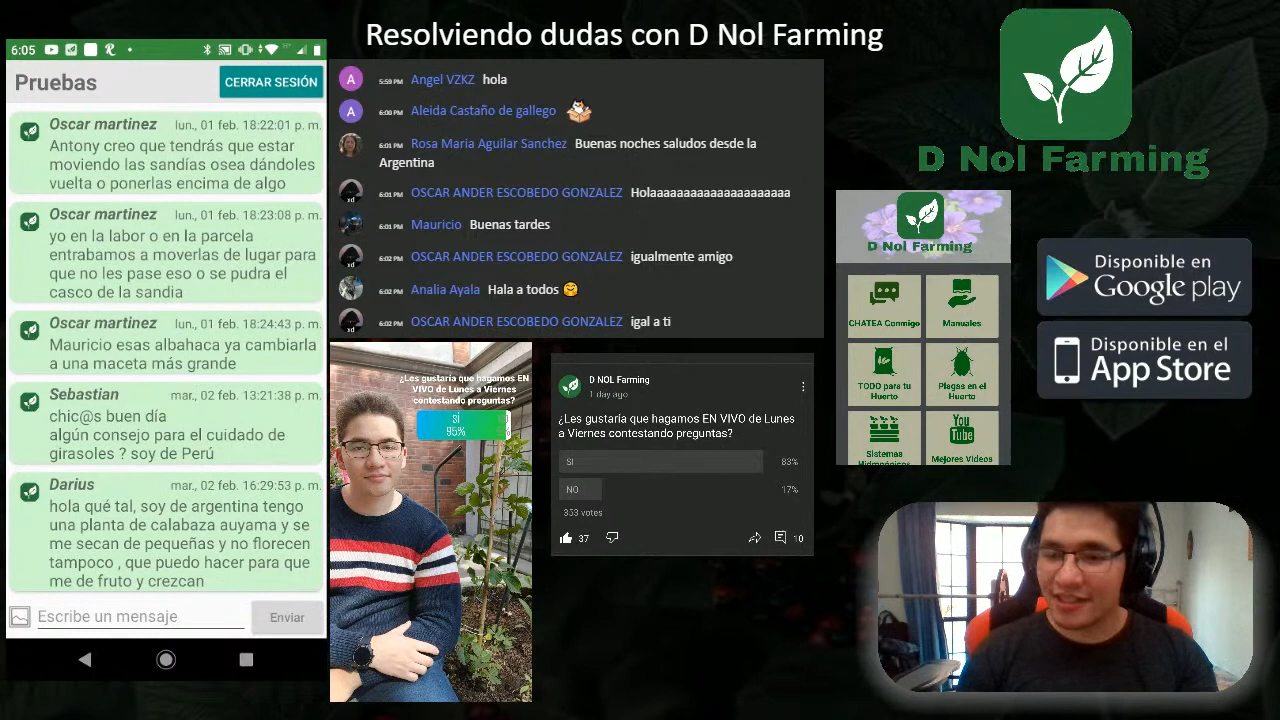 Resolviendo dudas con D Nol Farming
6:05
Pruebas
CERRAR SESIÓN
Oscar martinez lun., 01 feb. 18:22:01 p. m.
Antony creo que tendrás que estar
moviendo las sandías osea dándoles
vuelta o ponerlas encima de algo
Oscar martinez lun., 01 feb. 18:23:08 p. m.
yo en la labor o en la parcela
entrabamos a moverlas de lugar para
que no les pase eso o se pudra el
casco de la sandia
Oscar martinez lun., 01 feb. 18:24:43 p. m.
Mauricio esas albahaca ya cambiarla
a una maceta más grande
Sebastian mar., 02 feb. 13:21:38 p. m.
chic@s buen día
algún consejo para el cuidado de
girasoles ? soy de Perú
Darius mar., 02 feb. 16:29:53 p. m.
hola qué tal, soy de argentina tengo
una planta de calabaza auyama y se
me secan de pequeñas y no florecen
tampoco , que puedo hacer para que
me de fruto y crezcan
Escribe un mensaje
Enviar
A 5:59 PM Angel VZKZ hola
A 6:00 PM Aleida Castaño de gallego
6:01 PM Rosa María Aguilar Sanchez Buenas noches saludos desde la
Argentina
xd 6:01 PM OSCAR ANDER ESCOBEDO GONZALEZ Holaaaaaaaaaaaaaaaaaaaaa
6:01 PM Mauricio Buenas tardes
xd 6:02 PM OSCAR ANDER ESCOBEDO GONZALEZ igualmente amigo
6:02 PM Analia Ayala Hala a todos 🤗
xd 6:02 PM OSCAR ANDER ESCOBEDO GONZALEZ igal a ti
¿Les gustaría que hagamos EN
VIVO de Lunes a Viernes
contestando preguntas?
SÍ
95%
D NOL Farming
1 day ago
¿Les gustaría que hagamos EN VIVO de Lunes
a Viernes contestando preguntas?
SI 83%
NO 17%
353 votes
37
10
D Nol Farming
D Nol Farming
CHATEA Conmigo
Manuales
TODO para tu
Huerto
Plagas en el
Huerto
Sistemas
Hidropónicos
You
Tube
Mejores Videos
Disponible en
Google play
Disponible en el
App Store